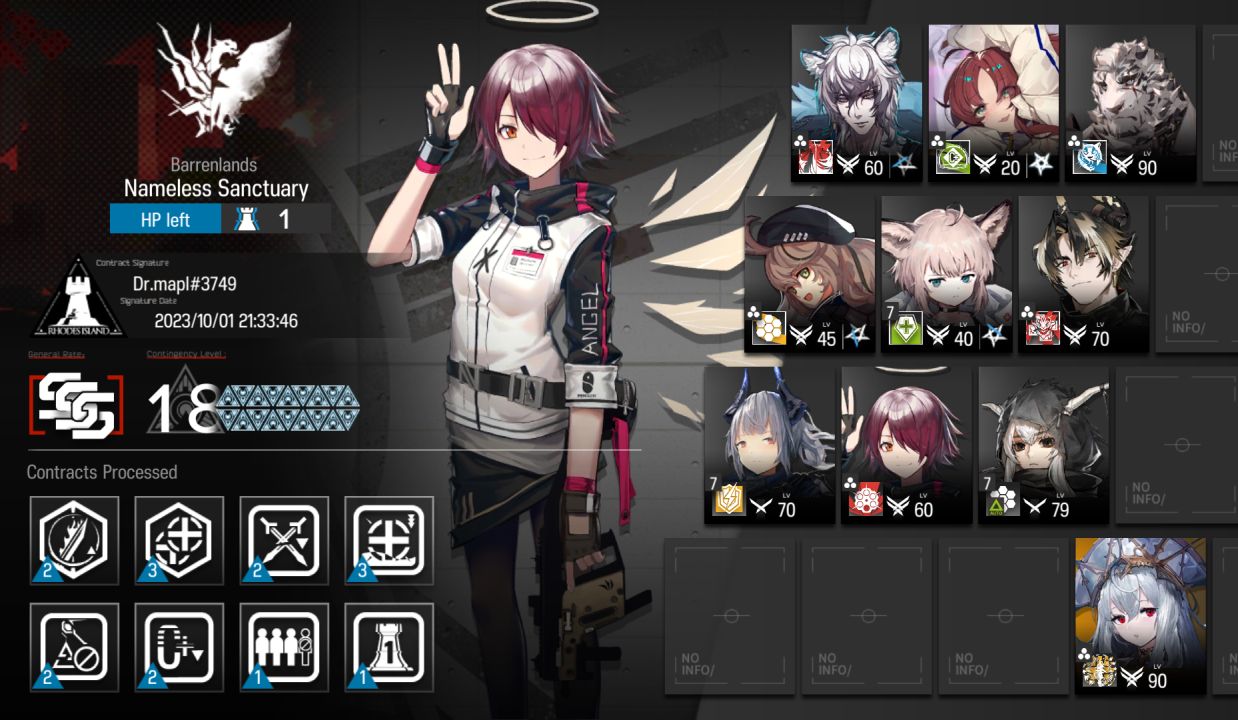 Barrenlands
Nameless Sanctuary
HP left 1
Contract Signature
Dr.mapl#3749
Signature Date
2023/10/01 21:33:46
RHODES ISLAND
General Rate:
Contingency Level:
18
Contracts Processed
2 3 2 3
2 2 1 1
1
ANGEL
LV 60
LV 20
LV 90
NO
LV 45
7 LV 40
LV 70
NO INFO/
7 LV 70
LV 60
7 LV 79
NO INFO/
NO INFO/
NO INFO/
NO INFO/
LV 90